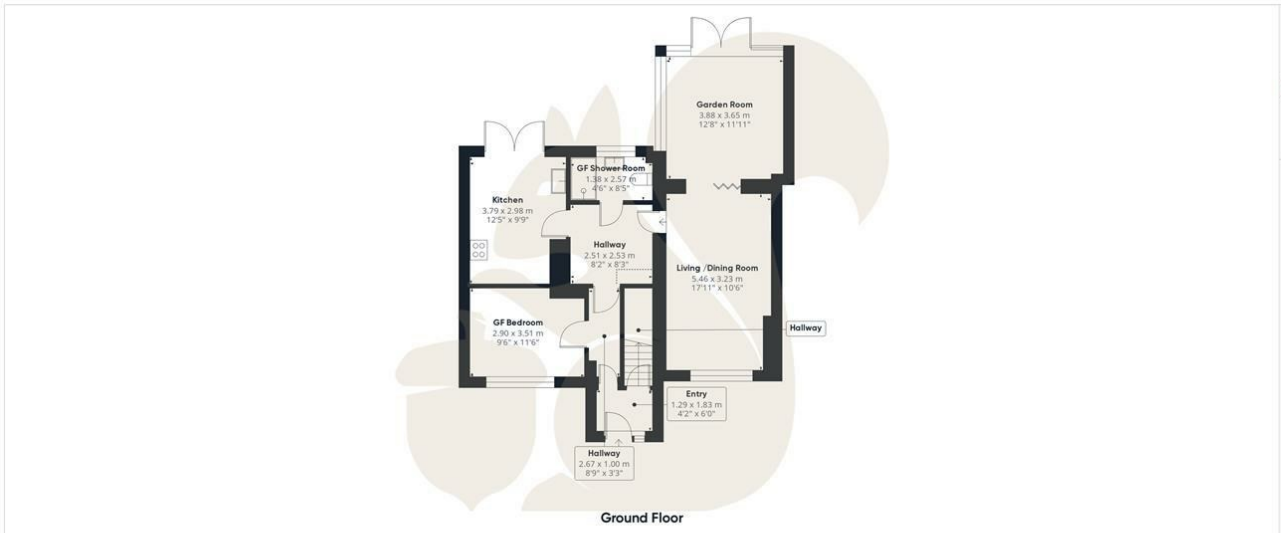 Garden Room
3.88 x 3.65 m
12'8" x 11'11"
GF Shower Room
1.38 x 2.57 m
4'6" x 8'5"
Kitchen
3.79 x 2.98 m
12'5" x 9'9"
Hallway
2.51 x 2.53 m
8'2" x 8'3"
Living /Dining Room
5.46 x 3.23 m
17'11" x 10'6"
GF Bedroom
2.90 x 3.51 m
9'6" x 11'6"
Hallway
Entry
1.29 x 1.83 m
4'2" x 6'0"
Hallway
2.67 x 1.00 m
8'9" x 3'3"
Ground Floor